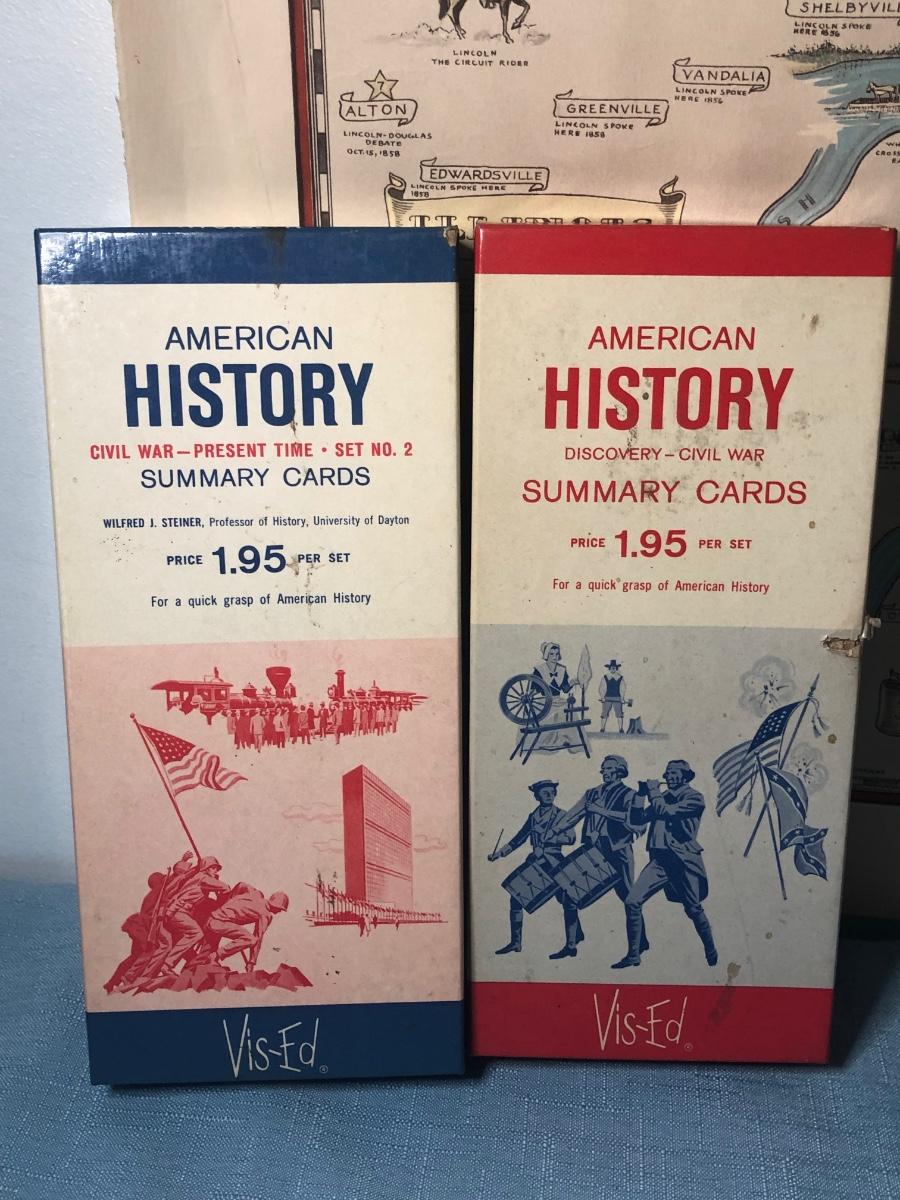 LINCOLN
THE CIRCUIT RIDER
SHELBYVILL
LINCOLN SPOKE
HERE 1856
VANDALIA
LINCOLN SPOKE
HERE 1856
7
ALTON
LINCOLN-DOUGLAS
DEBATE
OCT. 15, 1858
GREENVILLE
LINCOLN SPOKE
HERE 1858
EDWARDSVILLE
LINCOLN SPOKE HERE
1858
AMERICAN
HISTORY
CIVIL WAR—PRESENT TIME • SET NO. 2
SUMMARY CARDS
WILFRED J. STEINER, Professor of History, University of Dayton
PRICE 1.95 PER SET
For a quick grasp of American History
Vis-Ed ®
AMERICAN
HISTORY
DISCOVERY – CIVIL WAR
SUMMARY CARDS
PRICE 1.95 PER SET
For a quick grasp of American History
Vis-Ed ®